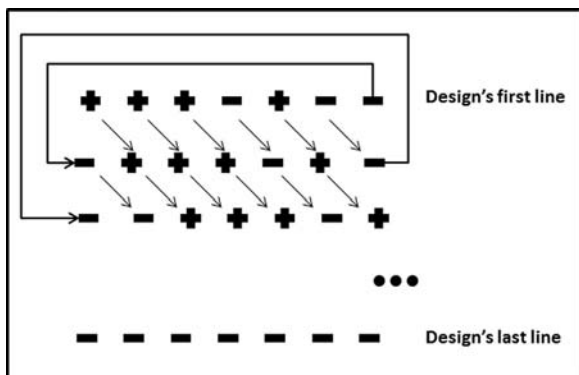 + + + - + - - Design's first line
- + + + - + -
- - + + + - +
•••
- - - - - - - Design's last line